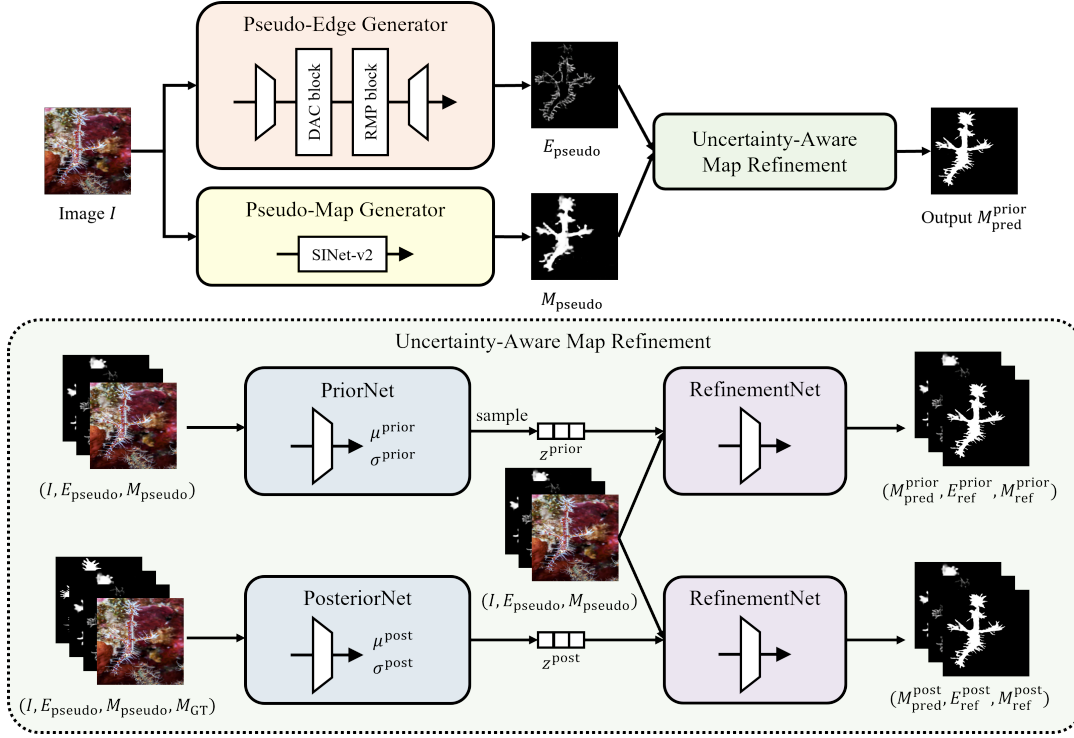 Pseudo-Edge Generator
DAC block
RMP block
E_pseudo
Image I
Pseudo-Map Generator
SINet-v2
M_pseudo
Uncertainty-Aware
Map Refinement
Output M_pred^prior
Uncertainty-Aware Map Refinement
(I, E_pseudo, M_pseudo)
PriorNet
μ^prior
σ^prior
sample
z^prior
RefinementNet
(M_pred^prior, E_ref^prior, M_ref^prior)
(I, E_pseudo, M_pseudo)
(I, E_pseudo, M_pseudo, M_GT)
PosteriorNet
μ^post
σ^post
z^post
RefinementNet
(M_pred^post, E_ref^post, M_ref^post)